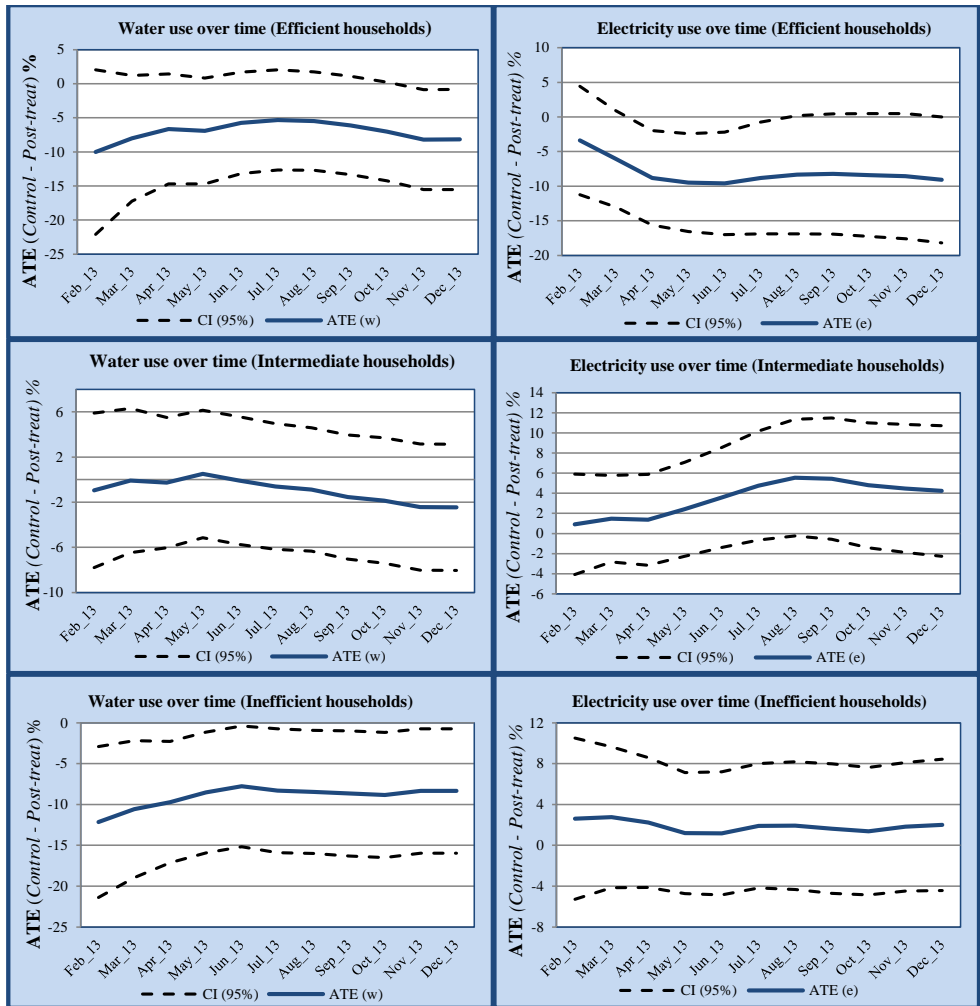 Water use over time (Efficient households)
ATE (Control - Post-treat) %
5
0
-5
-10
-15
-20
-25
Feb_13
Mar_13
Apr_13
May_13
Jun_13
Jul_13
Aug_13
Sep_13
Oct_13
Nov_13
Dec_13
CI (95%)
ATE (w)
Electricity use ove time (Efficient households)
ATE (Control - Post-treat) %
10
5
0
-5
-10
-15
-20
Feb_13
Mar_13
Apr_13
May_13
Jun_13
Jul_13
Aug_13
Sep_13
Oct_13
Nov_13
Dec_13
CI (95%)
ATE (e)
Water use over time (Intermediate households)
ATE (Control - Post-treat) %
6
2
-2
-6
-10
Feb_13
Mar_13
Apr_13
May_13
Jun_13
Jul_13
Aug_13
Sep_13
Oct_13
Nov_13
Dec_13
CI (95%)
ATE (w)
Electricity use over time (Intermediate households)
ATE (Control - Post-treat) %
14
12
10
8
6
4
2
0
-2
-4
-6
Feb_13
Mar_13
Apr_13
May_13
Jun_13
Jul_13
Aug_13
Sep_13
Oct_13
Nov_13
Dec_13
CI (95%)
ATE (e)
Water use over time (Inefficient households)
ATE (Control - Post-treat) %
0
-5
-10
-15
-20
-25
Feb_13
Mar_13
Apr_13
May_13
Jun_13
Jul_13
Aug_13
Sep_13
Oct_13
Nov_13
Dec_13
CI (95%)
ATE (w)
Electricity use over time (Inefficient households)
ATE (Control - Post-treat) %
12
8
4
0
-4
-8
Feb_13
Mar_13
Apr_13
May_13
Jun_13
Jul_13
Aug_13
Sep_13
Oct_13
Nov_13
Dec_13
CI (95%)
ATE (e)